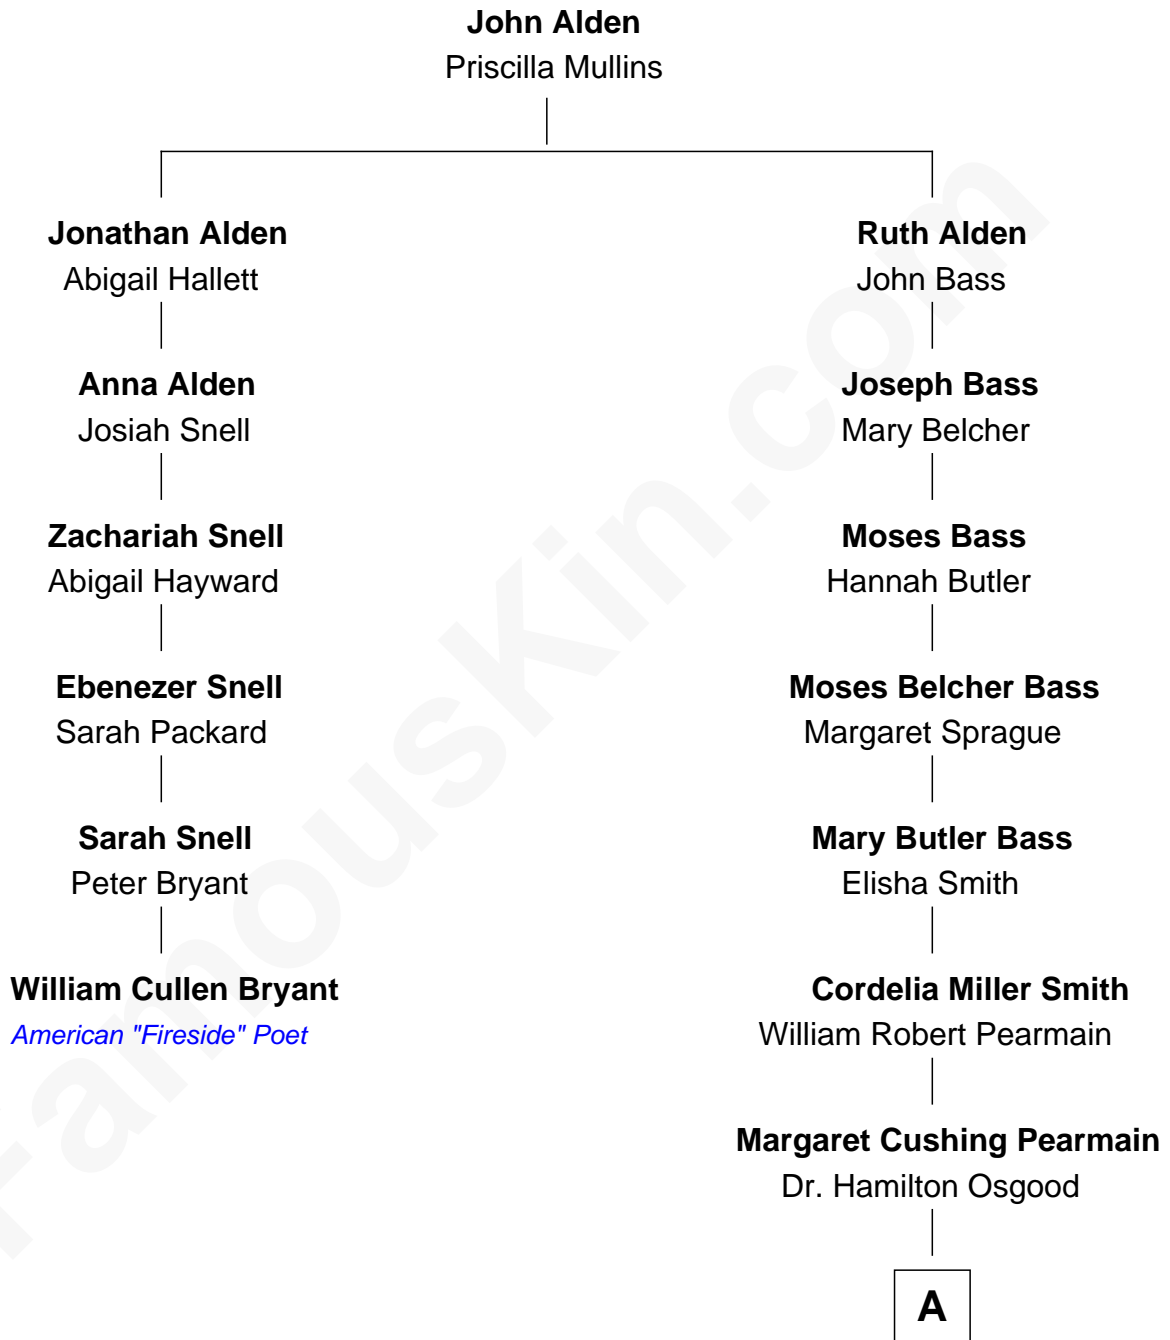 John Alden
Priscilla Mullins
Jonathan Alden
Abigail Hallett
Ruth Alden
John Bass
Anna Alden
Josiah Snell
Joseph Bass
Mary Belcher
Zachariah Snell
Abigail Hayward
Moses Bass
Hannah Butler
Ebenezer Snell
Sarah Packard
Moses Belcher Bass
Margaret Sprague
Sarah Snell
Peter Bryant
Mary Butler Bass
Elisha Smith
William Cullen Bryant
American "Fireside" Poet
Cordelia Miller Smith
William Robert Pearmain
Margaret Cushing Pearmain
Dr. Hamilton Osgood
A
FamousKin.com